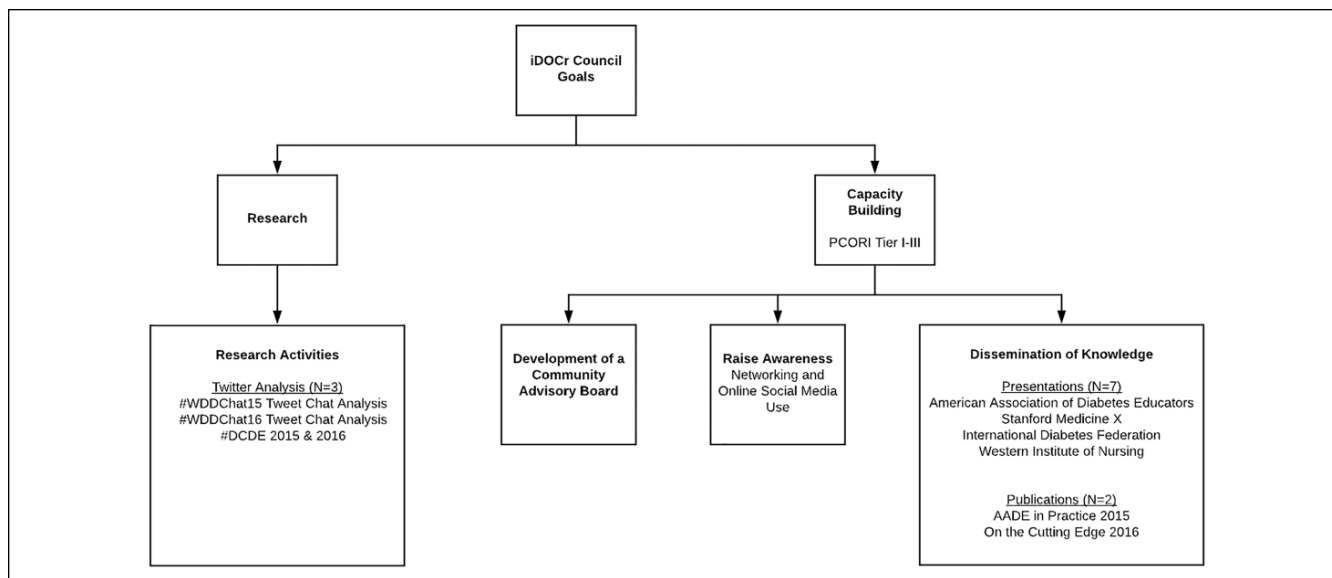 iDOCr Council
Goals
Research
Capacity
Building
PCORI Tier I-III
Research Activities
Twitter Analysis (N=3)
#WDDChat15 Tweet Chat Analysis
#WDDChat16 Tweet Chat Analysis
#DCDE 2015 & 2016
Development of a
Community
Advisory Board
Raise Awareness
Networking and
Online Social Media
Use
Dissemination of Knowledge
Presentations (N=7)
American Association of Diabetes Educators
Stanford Medicine X
International Diabetes Federation
Western Institute of Nursing
Publications (N=2)
AADE in Practice 2015
On the Cutting Edge 2016